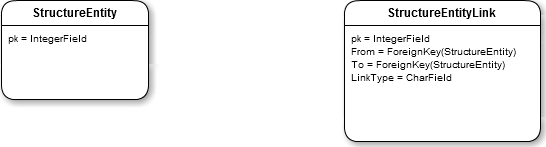 StructureEntity
pk = IntegerField
StructureEntityLink
pk = IntegerField
From = ForeignKey(StructureEntity)
To = ForeignKey(StructureEntity)
LinkType = CharField